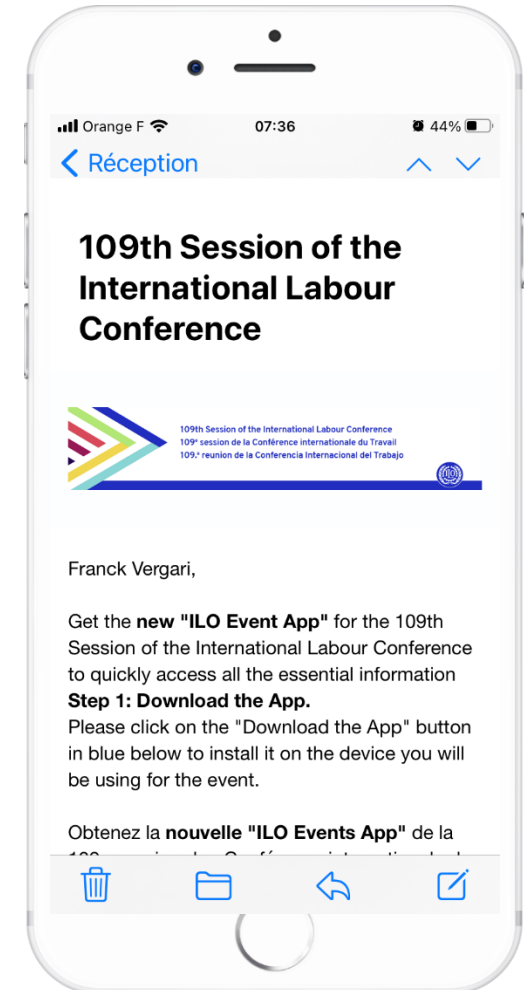 Orange F 07:36 44%
Réception
109th Session of the
International Labour
Conference
109th Session of the International Labour Conference
109e session de la Conférence internationale du Travail
109.ª reunion de la Conferencia Internacional del Trabajo
Franck Vergari,
Get the new "ILO Event App" for the 109th
Session of the International Labour Conference
to quickly access all the essential information
Step 1: Download the App.
Please click on the "Download the App" button
in blue below to install it on the device you will
be using for the event.
Obtenez la nouvelle "ILO Events App" de la